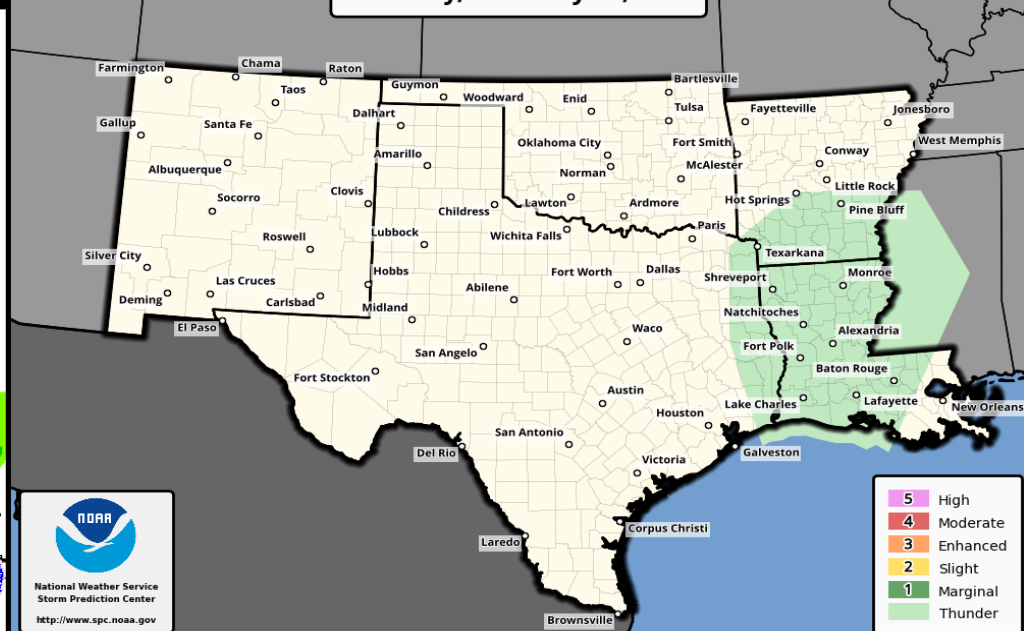 Farmington
Chama
Raton
Guymon
Bartlesville
Taos
Woodward
Enid
Tulsa
Fayetteville
Jonesboro
Gallup
Santa Fe
Dalhart
Oklahoma City
Fort Smith
West Memphis
Albuquerque
Amarillo
Norman
McAlester
Conway
Socorro
Clovis
Childress
Lawton
Ardmore
Hot Springs
Little Rock
Pine Bluff
Roswell
Lubbock
Wichita Falls
Paris
Texarkana
Silver City
Las Cruces
Hobbs
Fort Worth
Dallas
Shreveport
Monroe
Deming
Carlsbad
Midland
Abilene
Natchitoches
El Paso
Waco
Alexandria
San Angelo
Fort Polk
Fort Stockton
Baton Rouge
Austin
Houston
Lake Charles
Lafayette
New Orleans
San Antonio
Del Rio
Victoria
Galveston
Laredo
Corpus Christi
Brownsville
NOAA
National Weather Service
Storm Prediction Center
http://www.spc.noaa.gov
5 High
4 Moderate
3 Enhanced
2 Slight
1 Marginal
Thunder